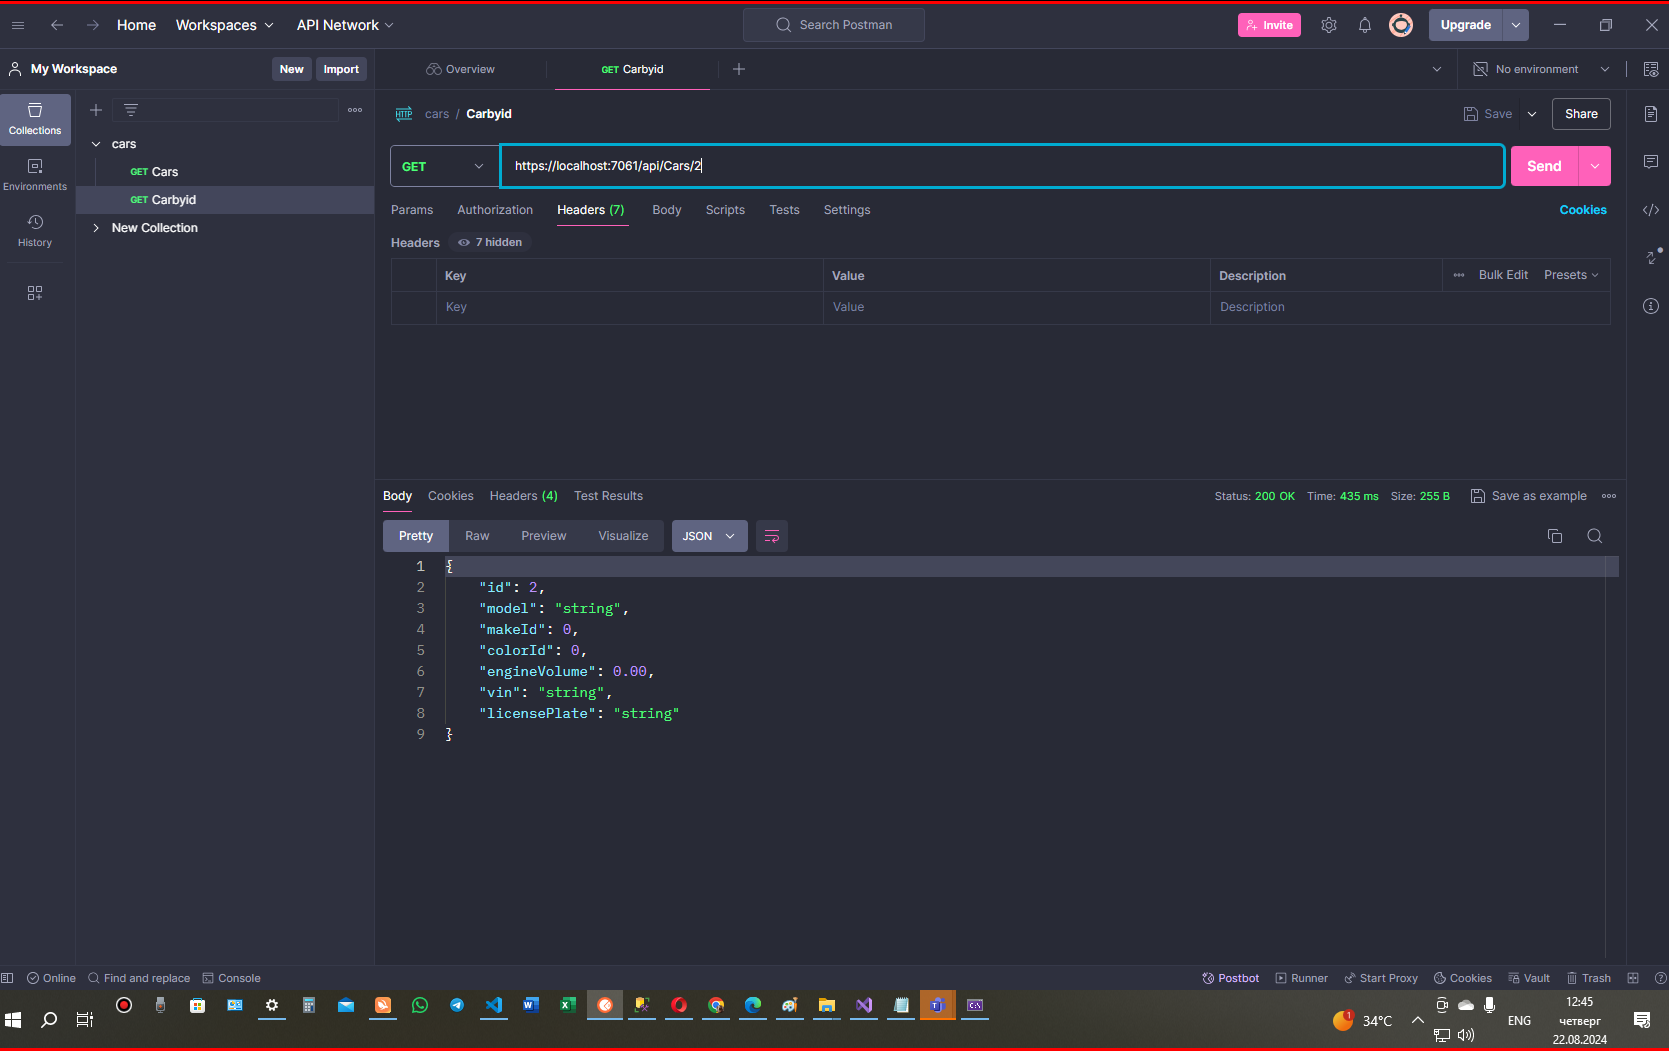 Home Workspaces API Network Search Postman Invite Upgrade
My Workspace New Import Overview GET Carbyid No environment
Collections
Environments
History
cars
GET Cars
GET Carbyid
New Collection
HTTP cars / Carbyid Save Share
GET https://localhost:7061/api/Cars/2 Send
Params Authorization Headers (7) Body Scripts Tests Settings Cookies
Headers 7 hidden
Key Value Description Bulk Edit Presets
Key Value Description
Body Cookies Headers (4) Test Results Status: 200 OK Time: 435 ms Size: 255 B Save as example
Pretty Raw Preview Visualize JSON
1 {
2 "id": 2,
3 "model": "string",
4 "makeId": 0,
5 "colorId": 0,
6 "engineVolume": 0.00,
7 "vin": "string",
8 "licensePlate": "string"
9 }
Online Find and replace Console Postbot Runner Start Proxy Cookies Vault Trash
1 34°C ENG
12:45
четверг
22.08.2024